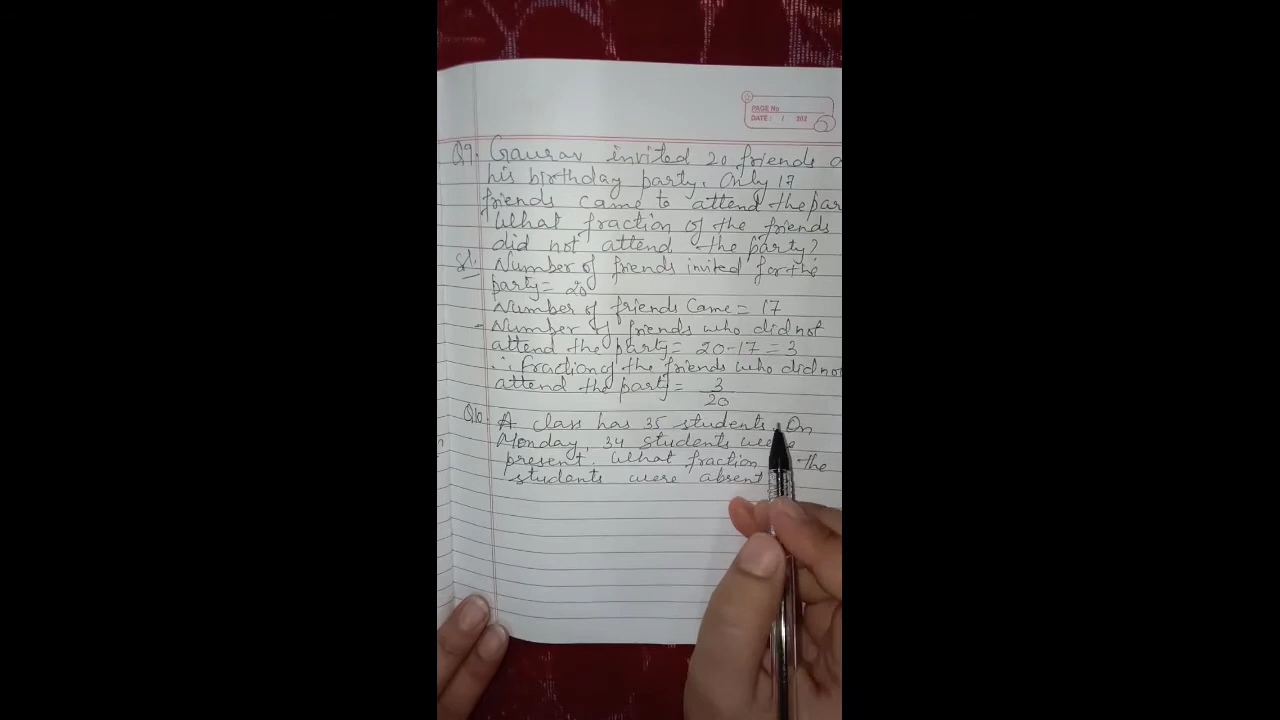 PAGE No
DATE: / 202
Q9. Gaurav invited 20 friends
his birthday party. Only 17
friends came to attend the par
What fraction of the friends
did not attend the party?
Sol. Number of friends invited for the
party = 20
Number of friends Came = 17
Number of friends who did not
attend the party = 20-17 = 3
∴ fraction of the friends who did not
attend the party = 3/20
Q10. A class has 35 students. On
Monday, 34 students were
present. What fraction the
students were absent